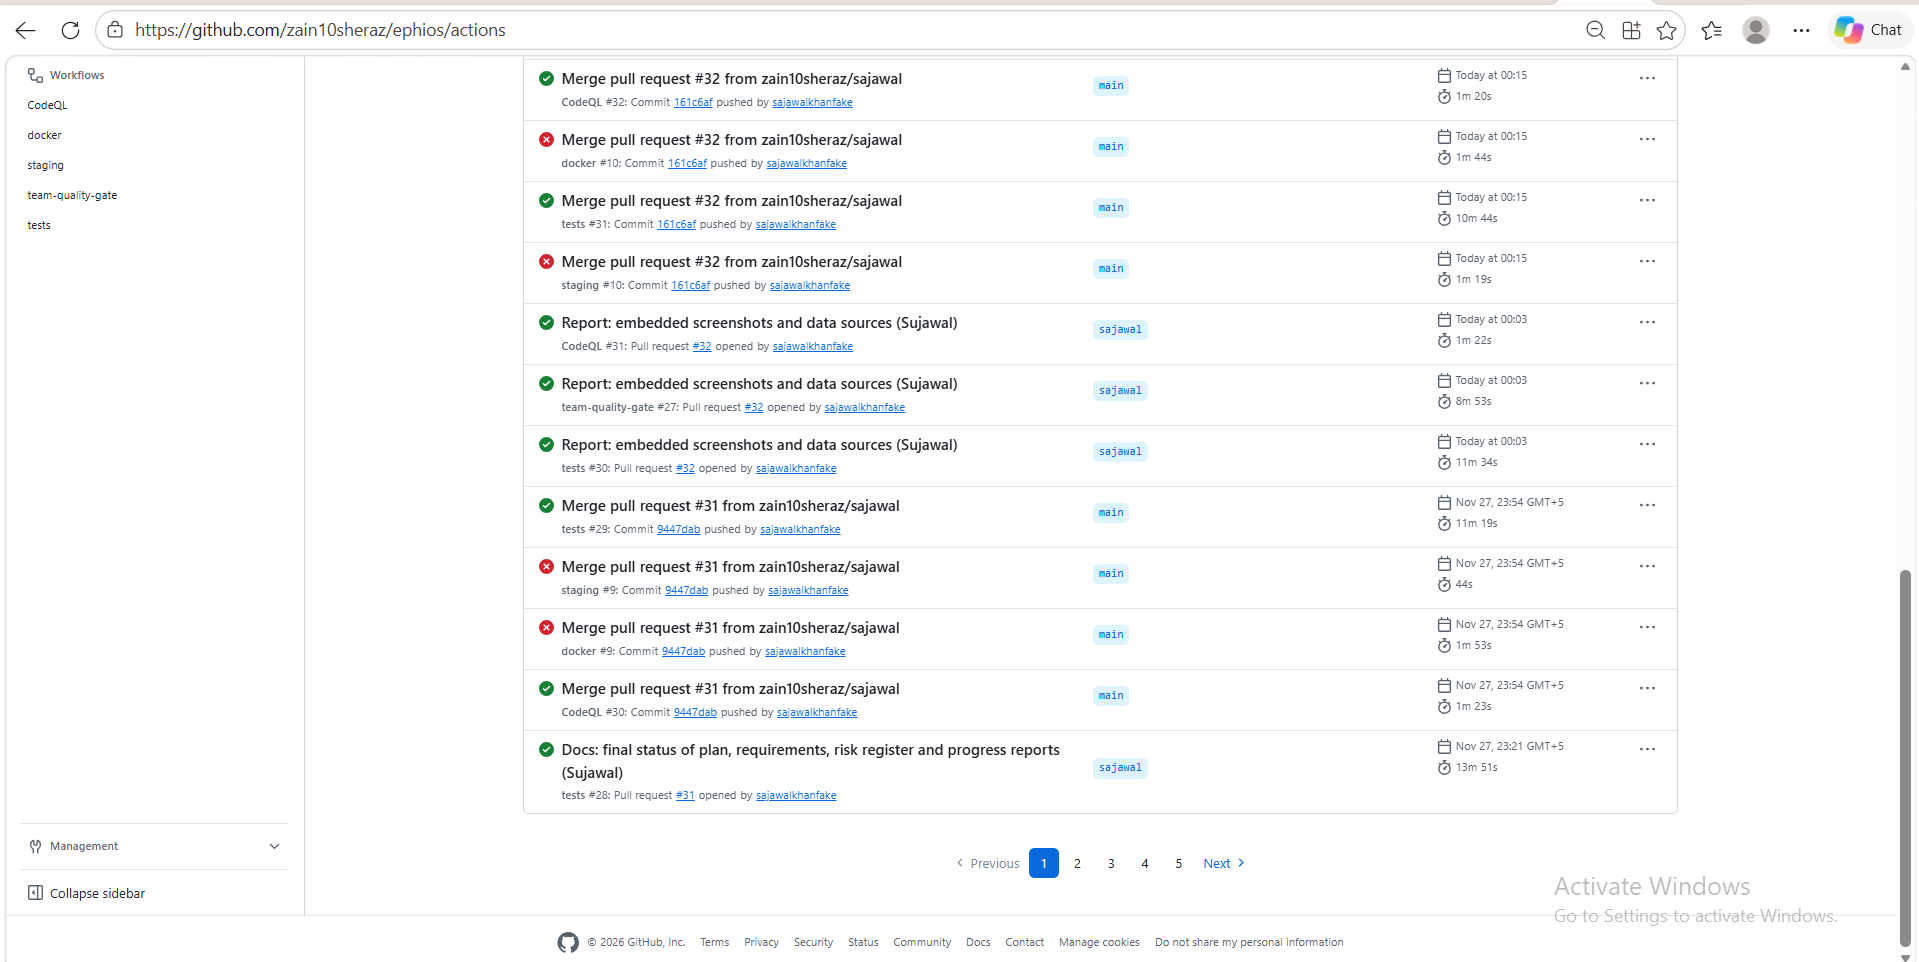 https://github.com/zain10sheraz/ephios/actions
Chat
Workflows
CodeQL
docker
staging
team-quality-gate
tests
Merge pull request #32 from zain10sheraz/sajawal
CodeQL #32: Commit 161c6af pushed by sajawalkhanfake
main
Today at 00:15
1m 20s
Merge pull request #32 from zain10sheraz/sajawal
docker #10: Commit 161c6af pushed by sajawalkhanfake
main
Today at 00:15
1m 44s
Merge pull request #32 from zain10sheraz/sajawal
tests #31: Commit 161c6af pushed by sajawalkhanfake
main
Today at 00:15
10m 44s
Merge pull request #32 from zain10sheraz/sajawal
staging #10: Commit 161c6af pushed by sajawalkhanfake
main
Today at 00:15
1m 19s
Report: embedded screenshots and data sources (Sujawal)
CodeQL #31: Pull request #32 opened by sajawalkhanfake
sajawal
Today at 00:03
1m 22s
Report: embedded screenshots and data sources (Sujawal)
team-quality-gate #27: Pull request #32 opened by sajawalkhanfake
sajawal
Today at 00:03
8m 53s
Report: embedded screenshots and data sources (Sujawal)
tests #30: Pull request #32 opened by sajawalkhanfake
sajawal
Today at 00:03
11m 34s
Merge pull request #31 from zain10sheraz/sajawal
tests #29: Commit 9447dab pushed by sajawalkhanfake
main
Nov 27, 23:54 GMT+5
11m 19s
Merge pull request #31 from zain10sheraz/sajawal
staging #9: Commit 9447dab pushed by sajawalkhanfake
main
Nov 27, 23:54 GMT+5
44s
Merge pull request #31 from zain10sheraz/sajawal
docker #9: Commit 9447dab pushed by sajawalkhanfake
main
Nov 27, 23:54 GMT+5
1m 53s
Merge pull request #31 from zain10sheraz/sajawal
CodeQL #30: Commit 9447dab pushed by sajawalkhanfake
main
Nov 27, 23:54 GMT+5
1m 23s
Docs: final status of plan, requirements, risk register and progress reports
(Sujawal)
tests #28: Pull request #31 opened by sajawalkhanfake
sajawal
Nov 27, 23:21 GMT+5
13m 51s
Management
Collapse sidebar
Previous 1 2 3 4 5 Next
Activate Windows
Go to Settings to activate Windows.
© 2026 GitHub, Inc. Terms Privacy Security Status Community Docs Contact Manage cookies Do not share my personal information